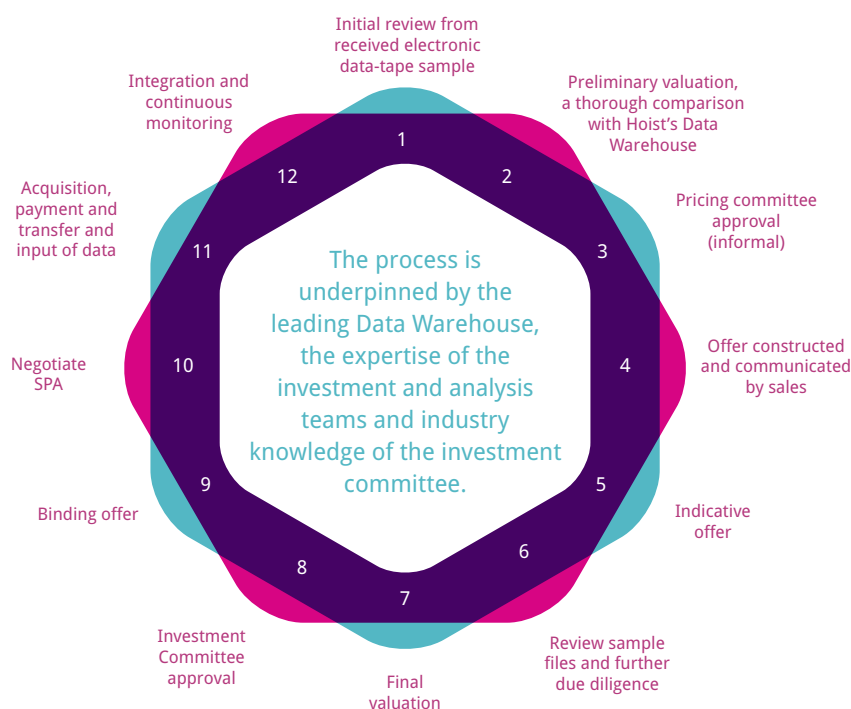 Initial review from
received electronic
data-tape sample
Preliminary valuation,
a thorough comparison
with Hoist's Data
Warehouse
Pricing committee
approval
(informal)
Offer constructed
and communicated
by sales
Indicative
offer
Review sample
files and further
due diligence
Final
valuation
Investment
Committee
approval
Binding offer
Negotiate
SPA
Acquisition,
payment and
transfer and
input of data
Integration and
continuous
monitoring
1
2
3
4
5
6
7
8
9
10
11
12
The process is
underpinned by the
leading Data Warehouse,
the expertise of the
investment and analysis
teams and industry
knowledge of the investment
committee.